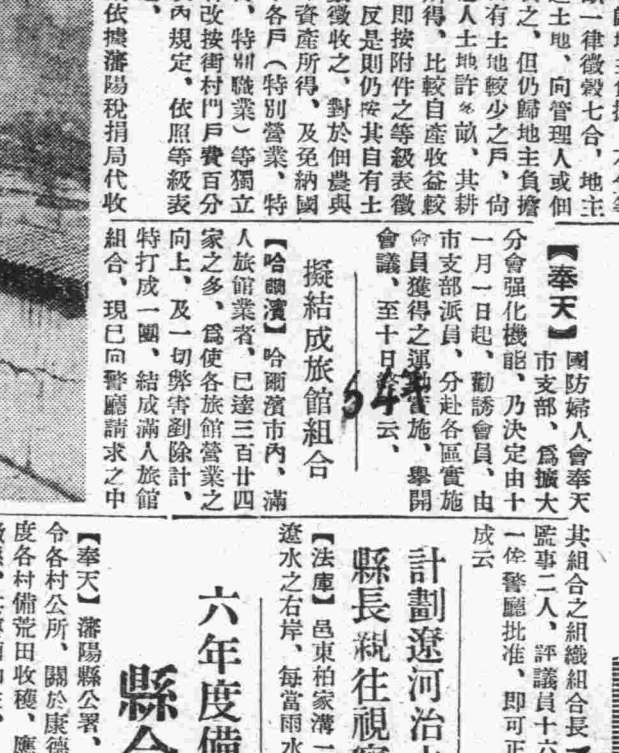 一律徵穀七合、地主
土地、向管理人或佃
之、但仍歸地主負擔
有土地較少之戶、尙
人土地許多畝、其耕
所得、比較自產收益較
即按附件之等級表徵
反是則仍按其自有土
徵收之、對於佃農與
資產所得、及免納國
各戶（特別營業、特
、特別職業）等獨立
改按街村門戶費百分
內規定、依照等級表
依據瀋陽稅捐局代收
【奉天】國防婦人會奉天
市支部、爲擴大
分會强化機能、乃決定由十
一月一日起、勸誘會員、由
市支部派員、分赴各區實施
會員獲得之運動實施、舉開
會議、至十日
云、
擬結成旅館組合
【哈爾濱】哈爾濱市內、滿
人旅館業者、已達三百廿四
家之多、爲使各旅館營業之
向上、及一切弊害剷除計、
特打成一團、結成滿人旅館
組合、現已向警廳請求之中
其組合之組織組合長
監事二人、評議員十
一俟警廳批准、即可正
成云
計劃遼河治
縣長親往視察
【法庫】邑東柏家溝一
遼水之右岸、每當雨水
六年度備
縣公
【奉天】瀋陽縣公署、
令各村公所、關於康德
度各村備荒田收穫、應